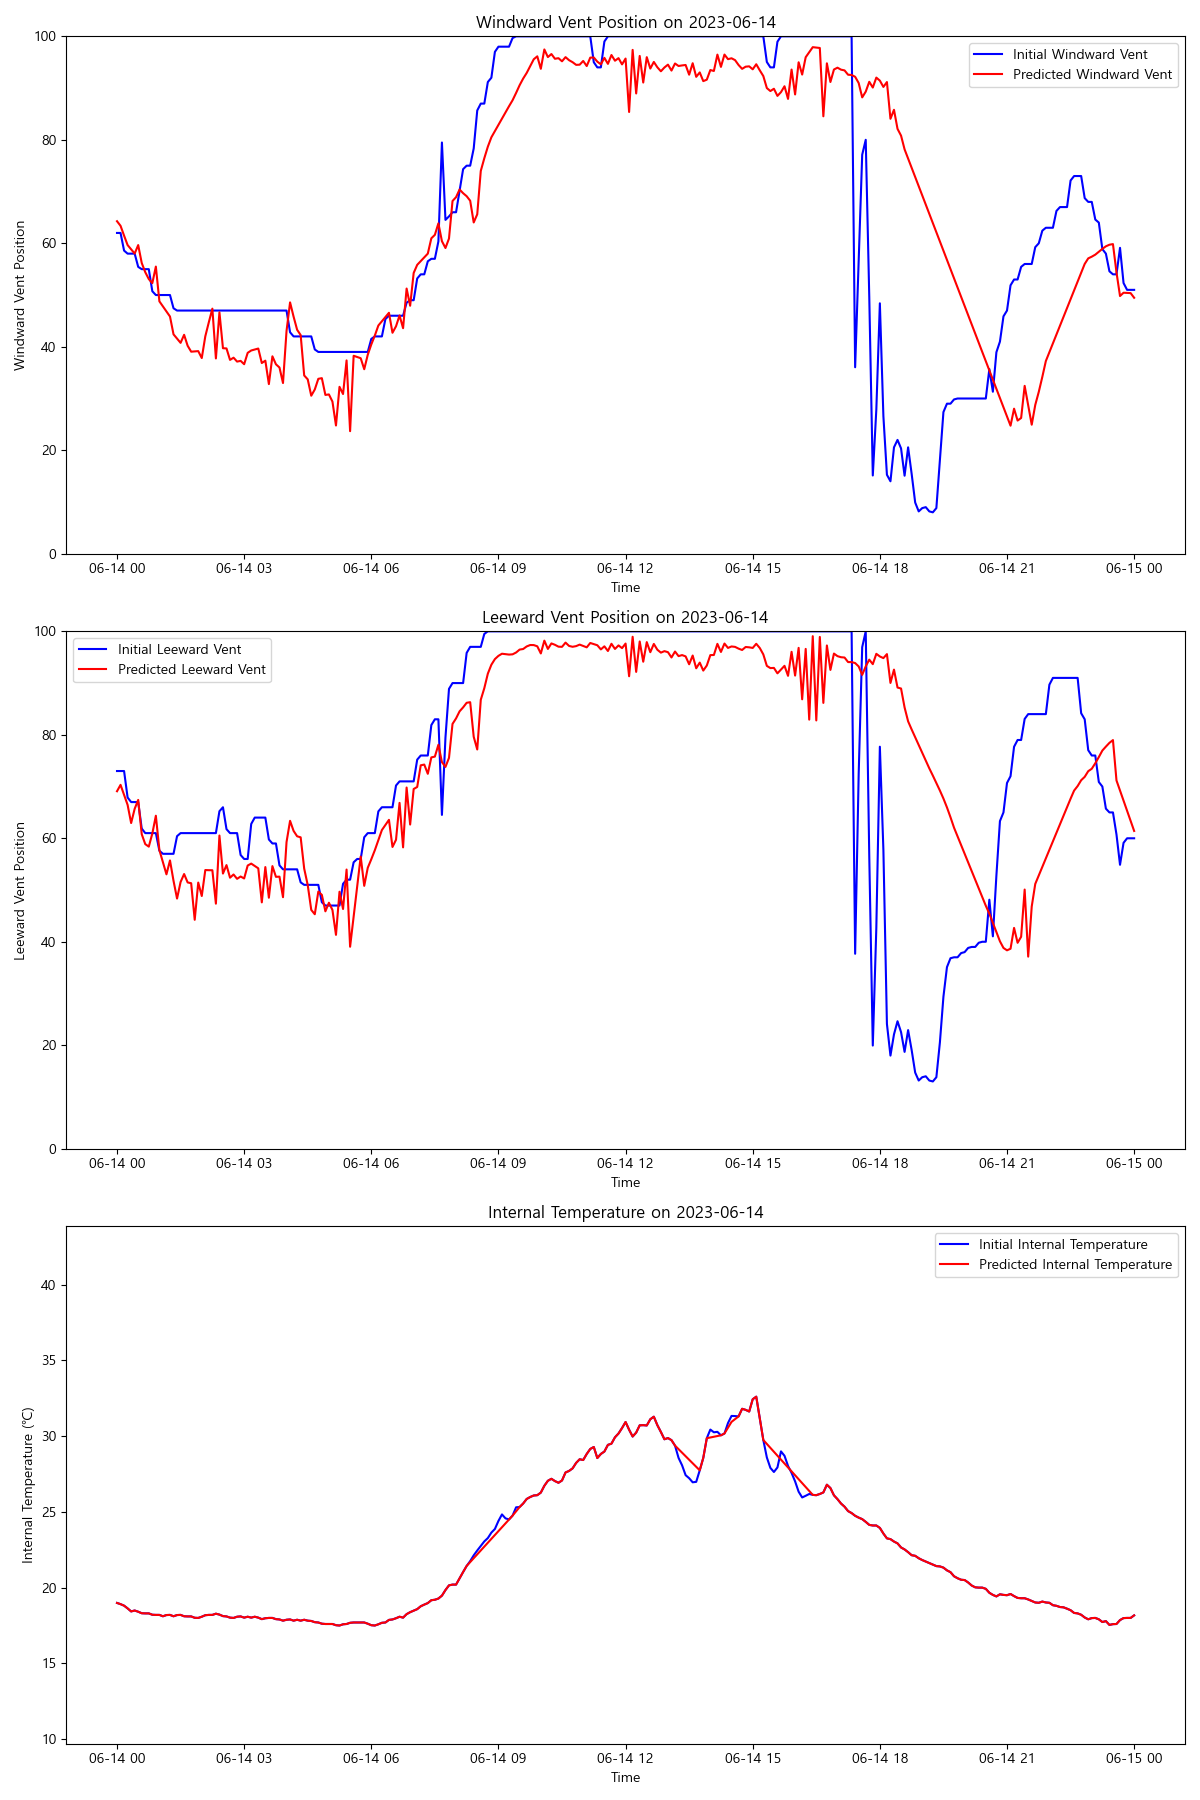 Windward Vent Position on 2023-06-14
100
80
60
40
20
0
Windward Vent Position
Initial Windward Vent
Predicted Windward Vent
06-14 00 06-14 03 06-14 06 06-14 09 06-14 12 06-14 15 06-14 18 06-14 21 06-15 00
Time
Leeward Vent Position on 2023-06-14
100
80
60
40
20
0
Leeward Vent Position
Initial Leeward Vent
Predicted Leeward Vent
06-14 00 06-14 03 06-14 06 06-14 09 06-14 12 06-14 15 06-14 18 06-14 21 06-15 00
Time
Internal Temperature on 2023-06-14
40
35
30
25
20
15
10
Internal Temperature (℃)
Initial Internal Temperature
Predicted Internal Temperature
06-14 00 06-14 03 06-14 06 06-14 09 06-14 12 06-14 15 06-14 18 06-14 21 06-15 00
Time